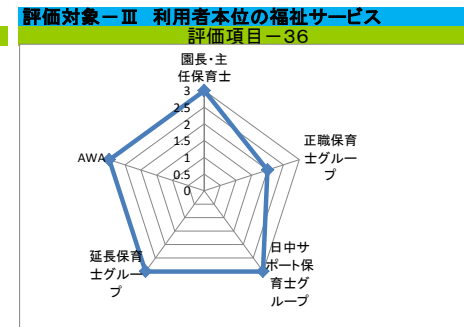 評価対象－Ⅲ 利用者本位の福祉サービス
評価項目－36
園長・主
任保育士
3
2.5
2
1.5
1
0.5
0
正職保育
士グルー
プ
日中サ
ポート保
育士グ
ループ
延長保育
士グルー
プ
AWA